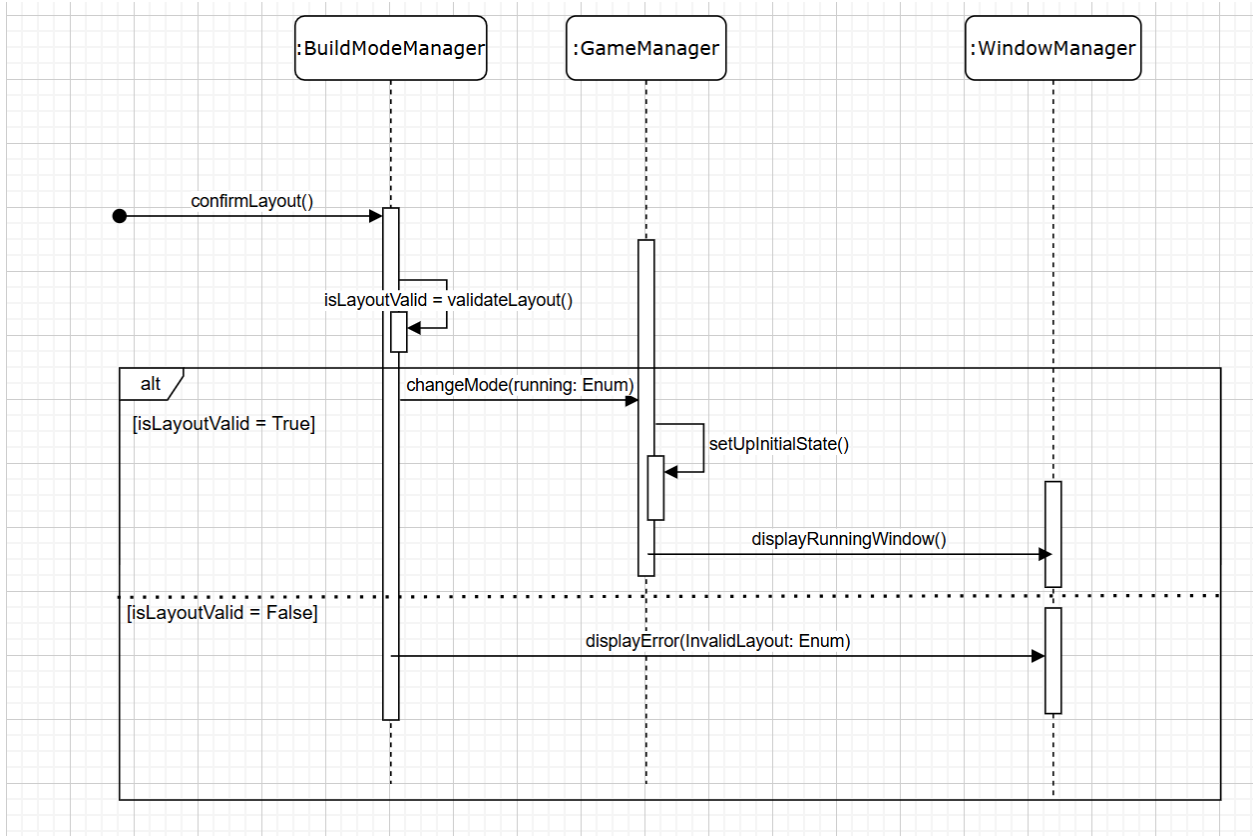 :BuildModeManager
:GameManager
:WindowManager
confirmLayout()
isLayoutValid = validateLayout()
alt
changeMode(running: Enum)
[isLayoutValid = True]
setUpInitialState()
displayRunningWindow()
[isLayoutValid = False]
displayError(InvalidLayout: Enum)